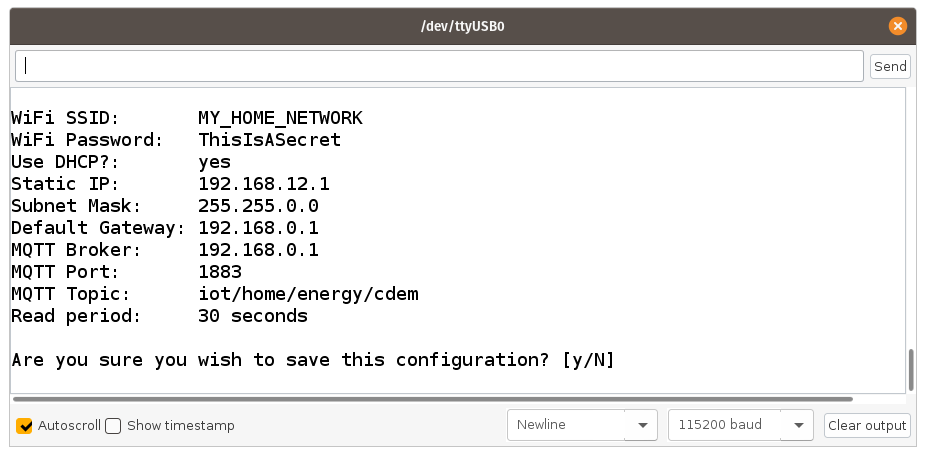 /dev/ttyUSB0
Send
WiFi SSID: MY_HOME_NETWORK
WiFi Password: ThisIsASecret
Use DHCP?: yes
Static IP: 192.168.12.1
Subnet Mask: 255.255.0.0
Default Gateway: 192.168.0.1
MQTT Broker: 192.168.0.1
MQTT Port: 1883
MQTT Topic: iot/home/energy/cdem
Read period: 30 seconds
Are you sure you wish to save this configuration? [y/N]
Autoscroll Show timestamp Newline 115200 baud Clear output